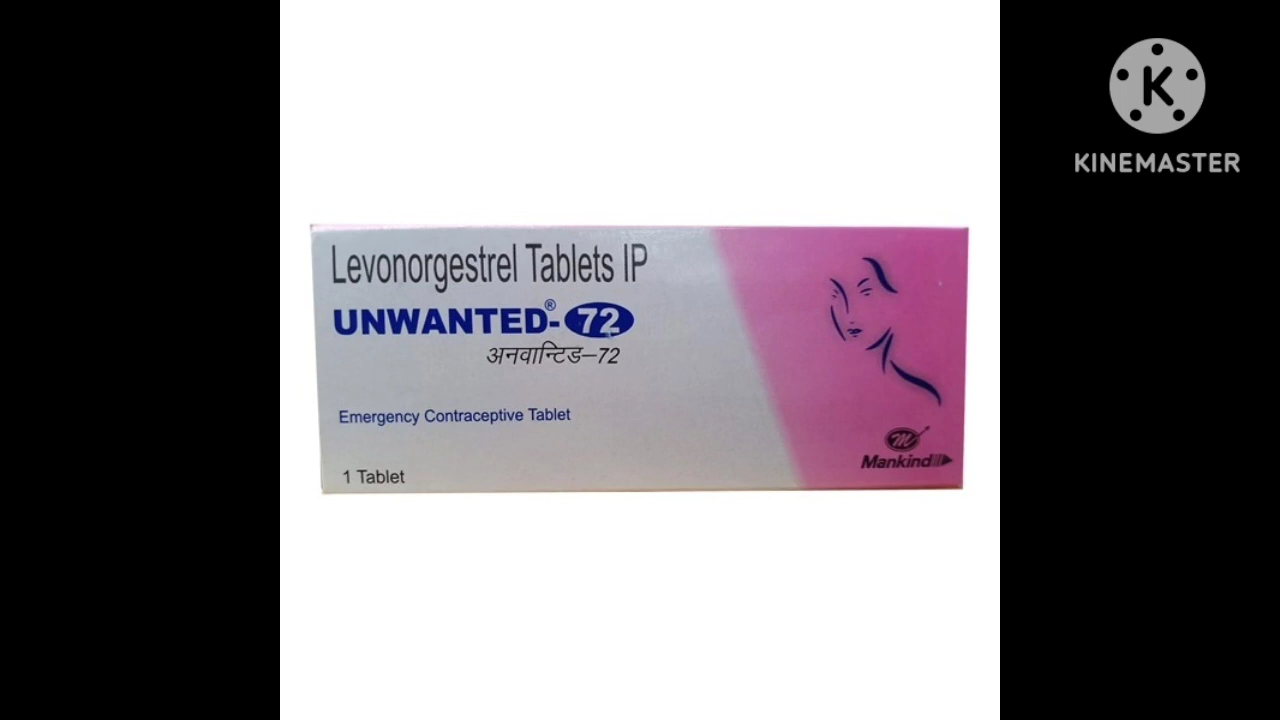 Levonorgestrel Tablets IP
UNWANTED®-72
अनवान्टिड–72
Emergency Contraceptive Tablet
1 Tablet
Mankind
K
KINEMASTER